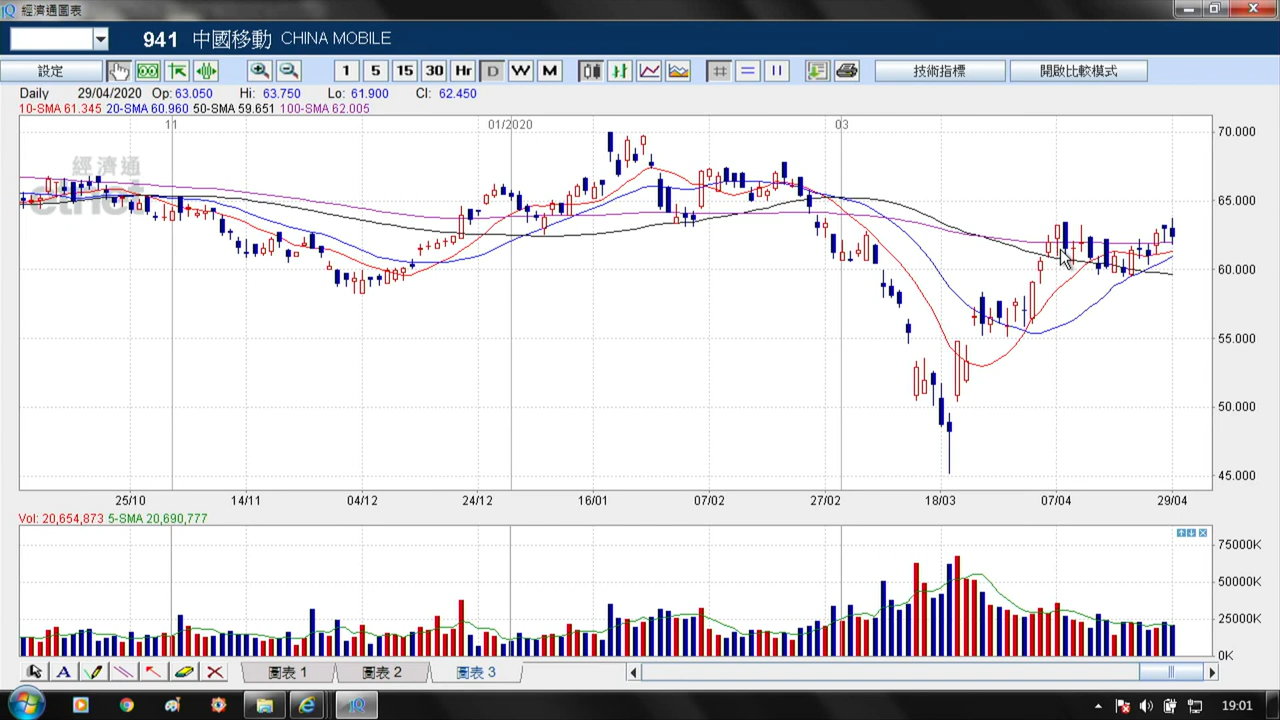 經濟通圖表
941 中國移動 CHINA MOBILE
設定 1 5 15 30 Hr D W M 技術指標 開啟比較模式
Daily 29/04/2020 Op: 63.050 Hi: 63.750 Lo: 61.900 Cl: 62.450
10-SMA 61.345 20-SMA 60.960 50-SMA 59.651 100-SMA 62.005
11 01/2020 03
經濟通
etnet
70.000
65.000
60.000
55.000
50.000
45.000
25/10 14/11 04/12 24/12 16/01 07/02 27/02 18/03 07/04 29/04
Vol: 20,654,873 5-SMA 20,690,777
75000K
50000K
25000K
0K
A 圖表 1 圖表 2 圖表 3
19:01